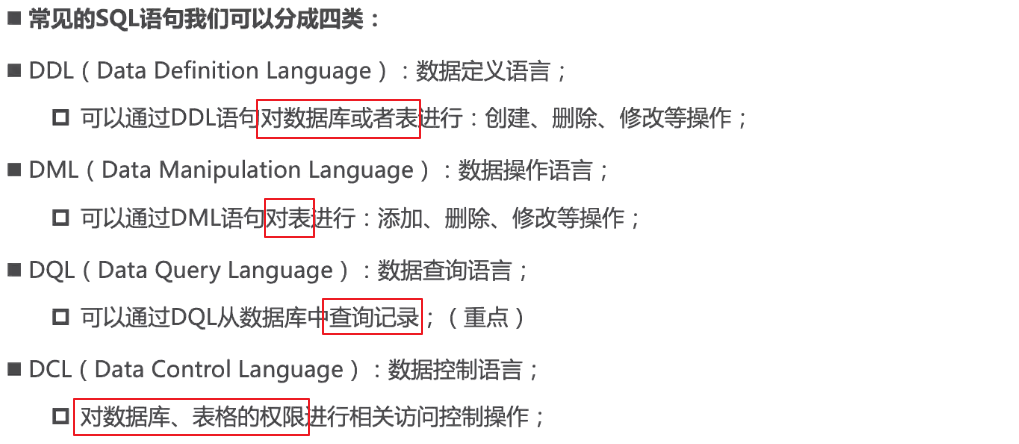 常见的SQL语句我们可以分成四类：
DDL（Data Definition Language）：数据定义语言；
可以通过DDL语句对数据库或者表进行：创建、删除、修改等操作；
DML（Data Manipulation Language）：数据操作语言；
可以通过DML语句对表进行：添加、删除、修改等操作；
DQL（Data Query Language）：数据查询语言；
可以通过DQL从数据库中查询记录；（重点）
DCL（Data Control Language）：数据控制语言；
对数据库、表格的权限进行相关访问控制操作；